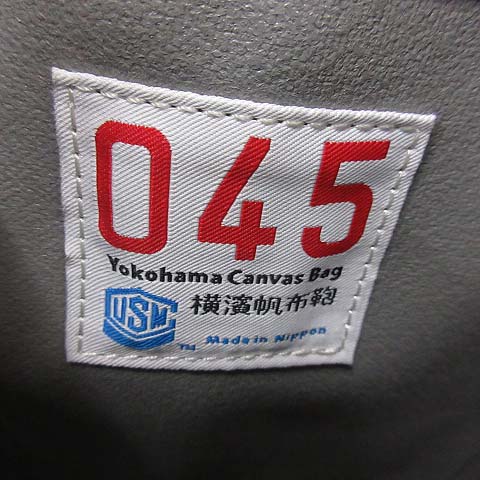 045
Yokohama Canvas Bag
USMC 横濱帆布鞄
TM Made in Nippon